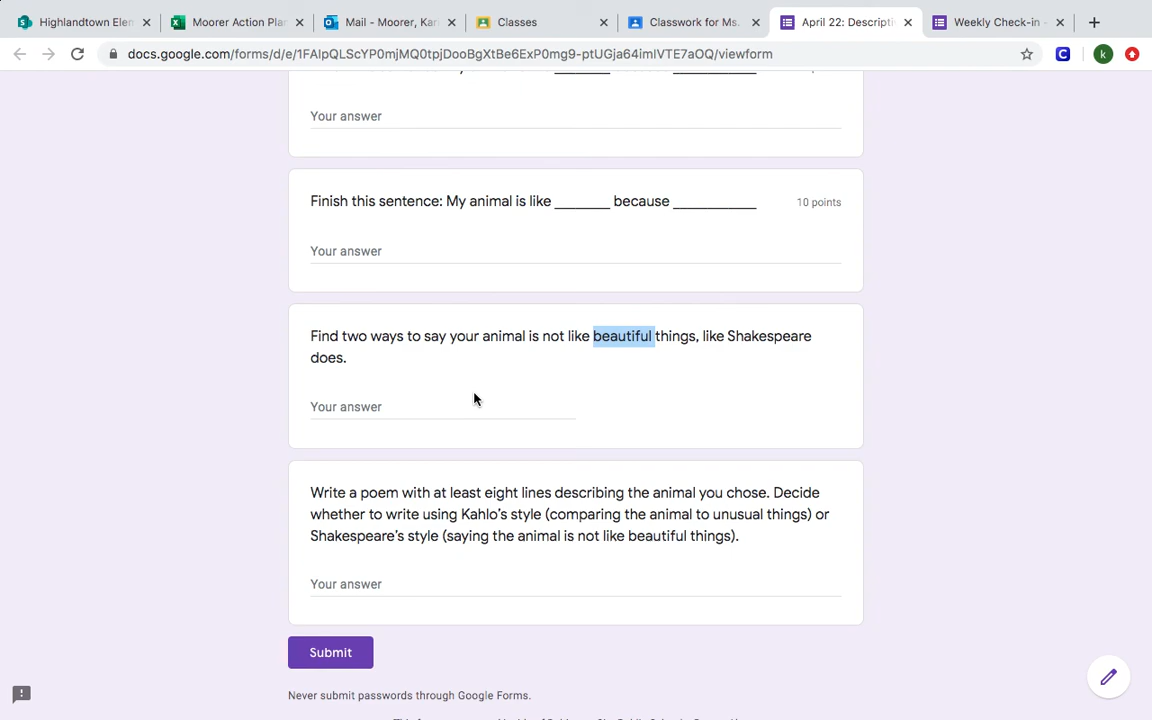 Highlandtown Elem
Moorer Action Plan
Mail - Moorer, Kar
Classes
Classwork for Ms.
April 22: Descripti
Weekly Check-in -
docs.google.com/forms/d/e/1FAIpQLScYP0mjMQ0tpjDooBgXtBe6ExP0mg9-ptUGja64imlVTE7aOQ/viewform
k
Your answer
Finish this sentence: My animal is like _______ because ___________
10 points
Your answer
Find two ways to say your animal is not like beautiful things, like Shakespeare
does.
Your answer
Write a poem with at least eight lines describing the animal you chose. Decide
whether to write using Kahlo's style (comparing the animal to unusual things) or
Shakespeare's style (saying the animal is not like beautiful things).
Your answer
Submit
Never submit passwords through Google Forms.